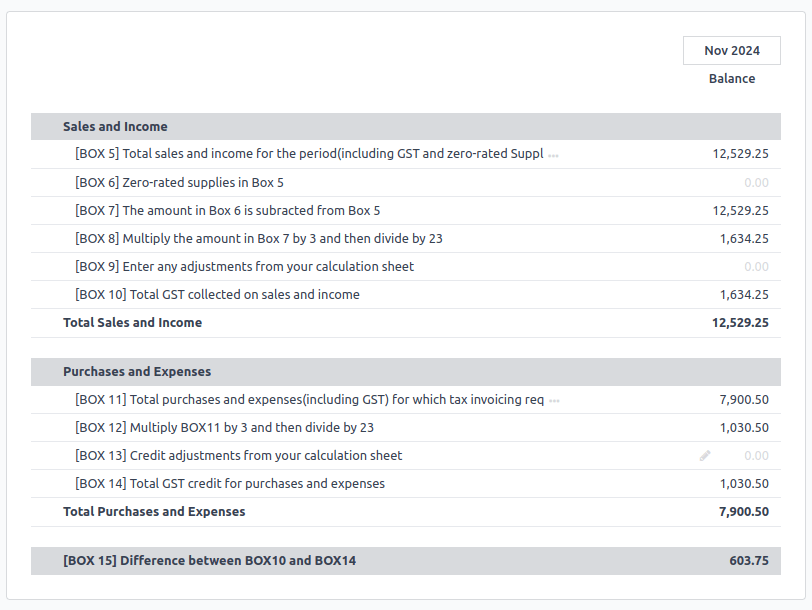 Nov 2024
Balance
Sales and Income
[BOX 5] Total sales and income for the period(including GST and zero-rated Suppl ... 12,529.25
[BOX 6] Zero-rated supplies in Box 5 0.00
[BOX 7] The amount in Box 6 is subracted from Box 5 12,529.25
[BOX 8] Multiply the amount in Box 7 by 3 and then divide by 23 1,634.25
[BOX 9] Enter any adjustments from your calculation sheet 0.00
[BOX 10] Total GST collected on sales and income 1,634.25
Total Sales and Income 12,529.25
Purchases and Expenses
[BOX 11] Total purchases and expenses(including GST) for which tax invoicing req ... 7,900.50
[BOX 12] Multiply BOX11 by 3 and then divide by 23 1,030.50
[BOX 13] Credit adjustments from your calculation sheet 0.00
[BOX 14] Total GST credit for purchases and expenses 1,030.50
Total Purchases and Expenses 7,900.50
[BOX 15] Difference between BOX10 and BOX14 603.75